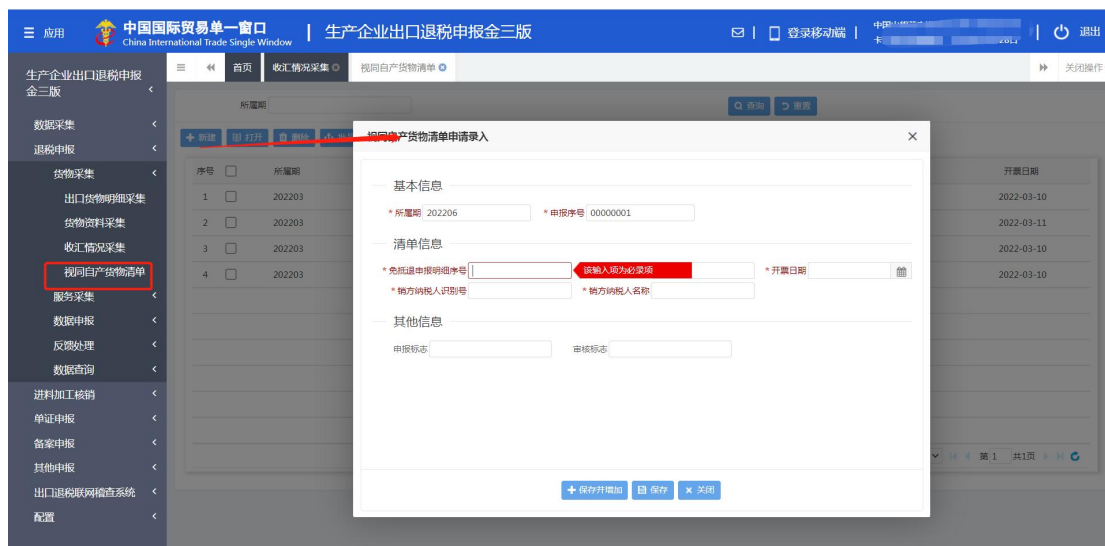 应用 中国国际贸易单一窗口 生产企业出口退税申报金三版 登录移动端 退出
China International Trade Single Window
生产企业出口退税申报金三版
首页 收汇情况采集 视同自产货物清单 关闭操作
所属期 查询 重置
新建 打开 删除
序号 所属期 开票日期
1 202203 2022-03-10
2 202203 2022-03-11
3 202203 2022-03-10
4 202203 2022-03-10
第 1 共1页
数据采集
退税申报
货物采集
出口货物明细采集
货物资料采集
收汇情况采集
视同自产货物清单
服务采集
数据申报
反馈处理
数据查询
进料加工核销
单证申报
备案申报
其他申报
出口退税联网稽查系统
配置
视同自产货物清单申请录入
基本信息
* 所属期 202206 * 申报序号 00000001
清单信息
* 免抵退申报明细序号 该输入项为必录项 * 开票日期
* 销方纳税人识别号 * 销方纳税人名称
其他信息
申报标志 审核标志
保存并增加 保存 关闭